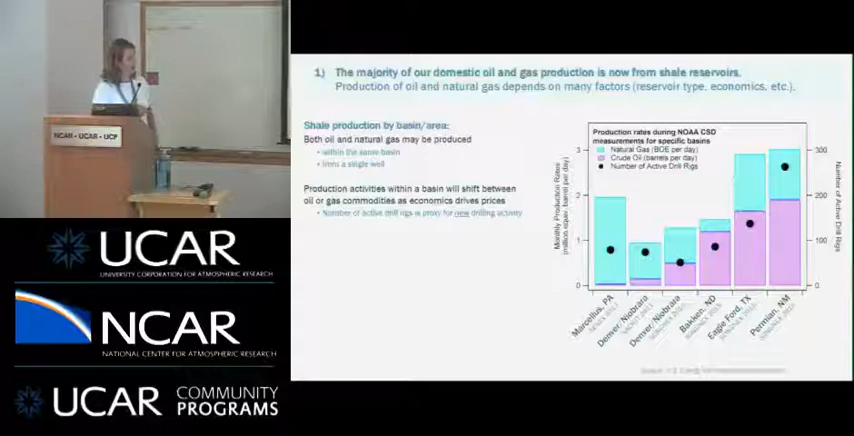 NCAR - UCAR - UCP
UCAR
UNIVERSITY CORPORATION FOR ATMOSPHERIC RESEARCH
NCAR
NATIONAL CENTER FOR ATMOSPHERIC RESEARCH
UCAR COMMUNITY
PROGRAMS
1) The majority of our domestic oil and gas production is now from shale reservoirs.
Production of oil and natural gas depends on many factors (reservoir type, economics, etc.).
Shale production by basin/area:
Both oil and natural gas may be produced
• within the same basin
• from a single well
Production activities within a basin will shift between
oil or gas commodities as economics drives prices
• Number of active drill rigs is proxy for new drilling activity
Production rates during NOAA CSD
measurements for specific basins
Natural Gas (BOE per day)
Crude Oil (barrels per day)
Number of Active Drill Rigs
Monthly Production Rates
(million equiv. barrel per day)
3
2
1
0
300
200
100
0
Number of Active Drill Rigs
Marcellus, PA
Denver/Niobrara
Denver/Niobrara
Bakken, ND
Eagle Ford, TX
Permian, NM